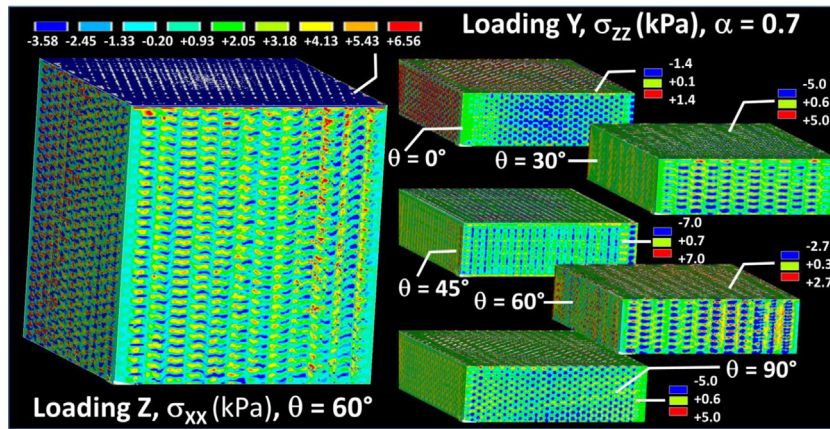 -3.58 -2.45 -1.33 -0.20 +0.93 +2.05 +3.18 +4.13 +5.43 +6.56
Loading Z, σXX (kPa), θ = 60°
Loading Y, σZZ (kPa), α = 0.7
-1.4
+0.1
+1.4
θ = 0°
-5.0
+0.6
+5.0
θ = 30°
-7.0
+0.7
+7.0
θ = 45°
-2.7
+0.3
+2.7
θ = 60°
θ = 90°
-5.0
+0.6
+5.0